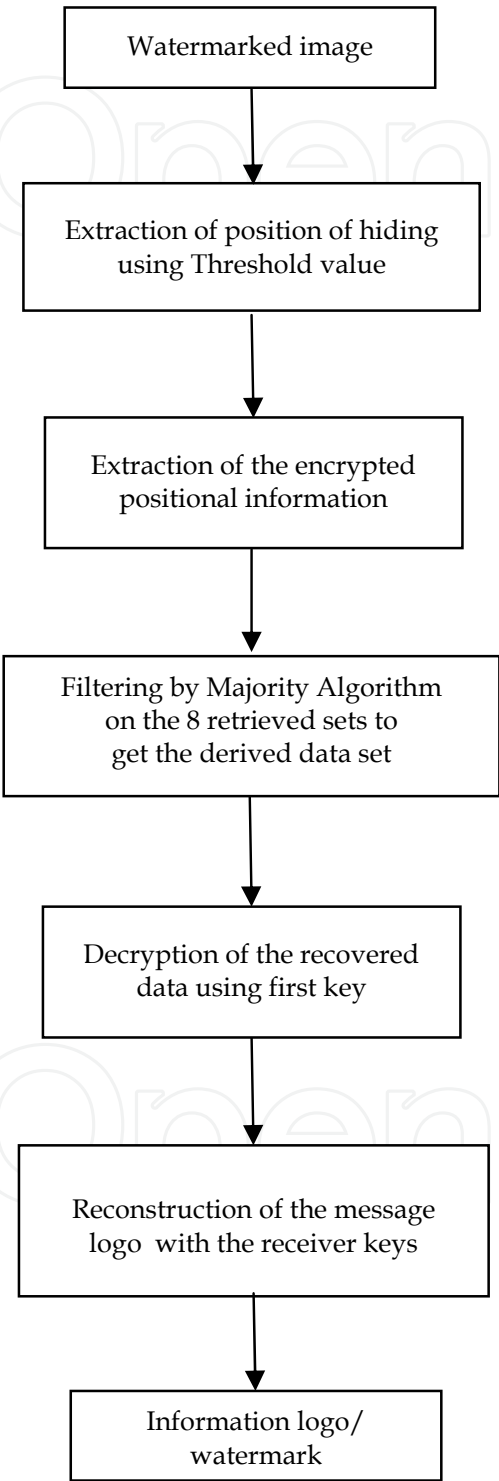 Watermarked image
Extraction of position of hiding
using Threshold value
Extraction of the encrypted
positional information
Filtering by Majority Algorithm
on the 8 retrieved sets to
get the derived data set
Decryption of the recovered
data using first key
Reconstruction of the message
logo with the receiver keys
Information logo/
watermark
Open
Open